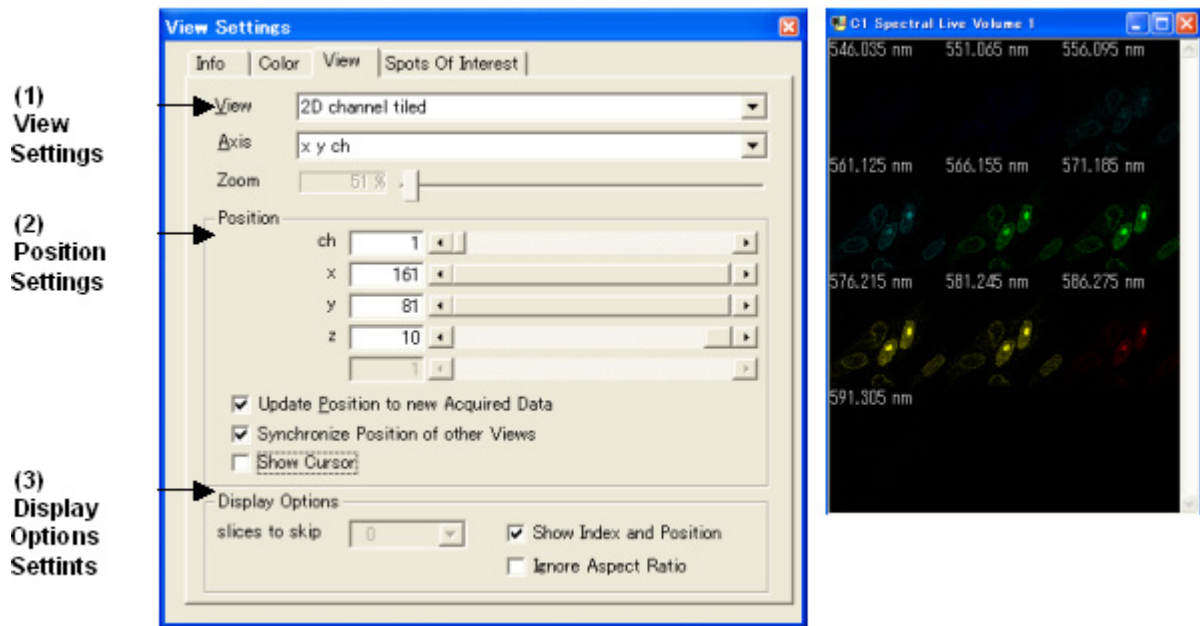 View Settings
Info Color View Spots Of Interest
(1)
View
Settings
View 2D channel tiled
Axis x y ch
Zoom 51 %
(2)
Position
Settings
Position
ch 1
x 161
y 81
z 10
1
Update Position to new Acquired Data
Synchronize Position of other Views
Show Cursor
(3)
Display
Options
Settints
Display Options
slices to skip 0 Show Index and Position
Ignore Aspect Ratio
C1 Spectral Live Volume 1
546.035 nm 551.065 nm 556.095 nm
561.125 nm 566.155 nm 571.185 nm
576.215 nm 581.245 nm 586.275 nm
591.305 nm